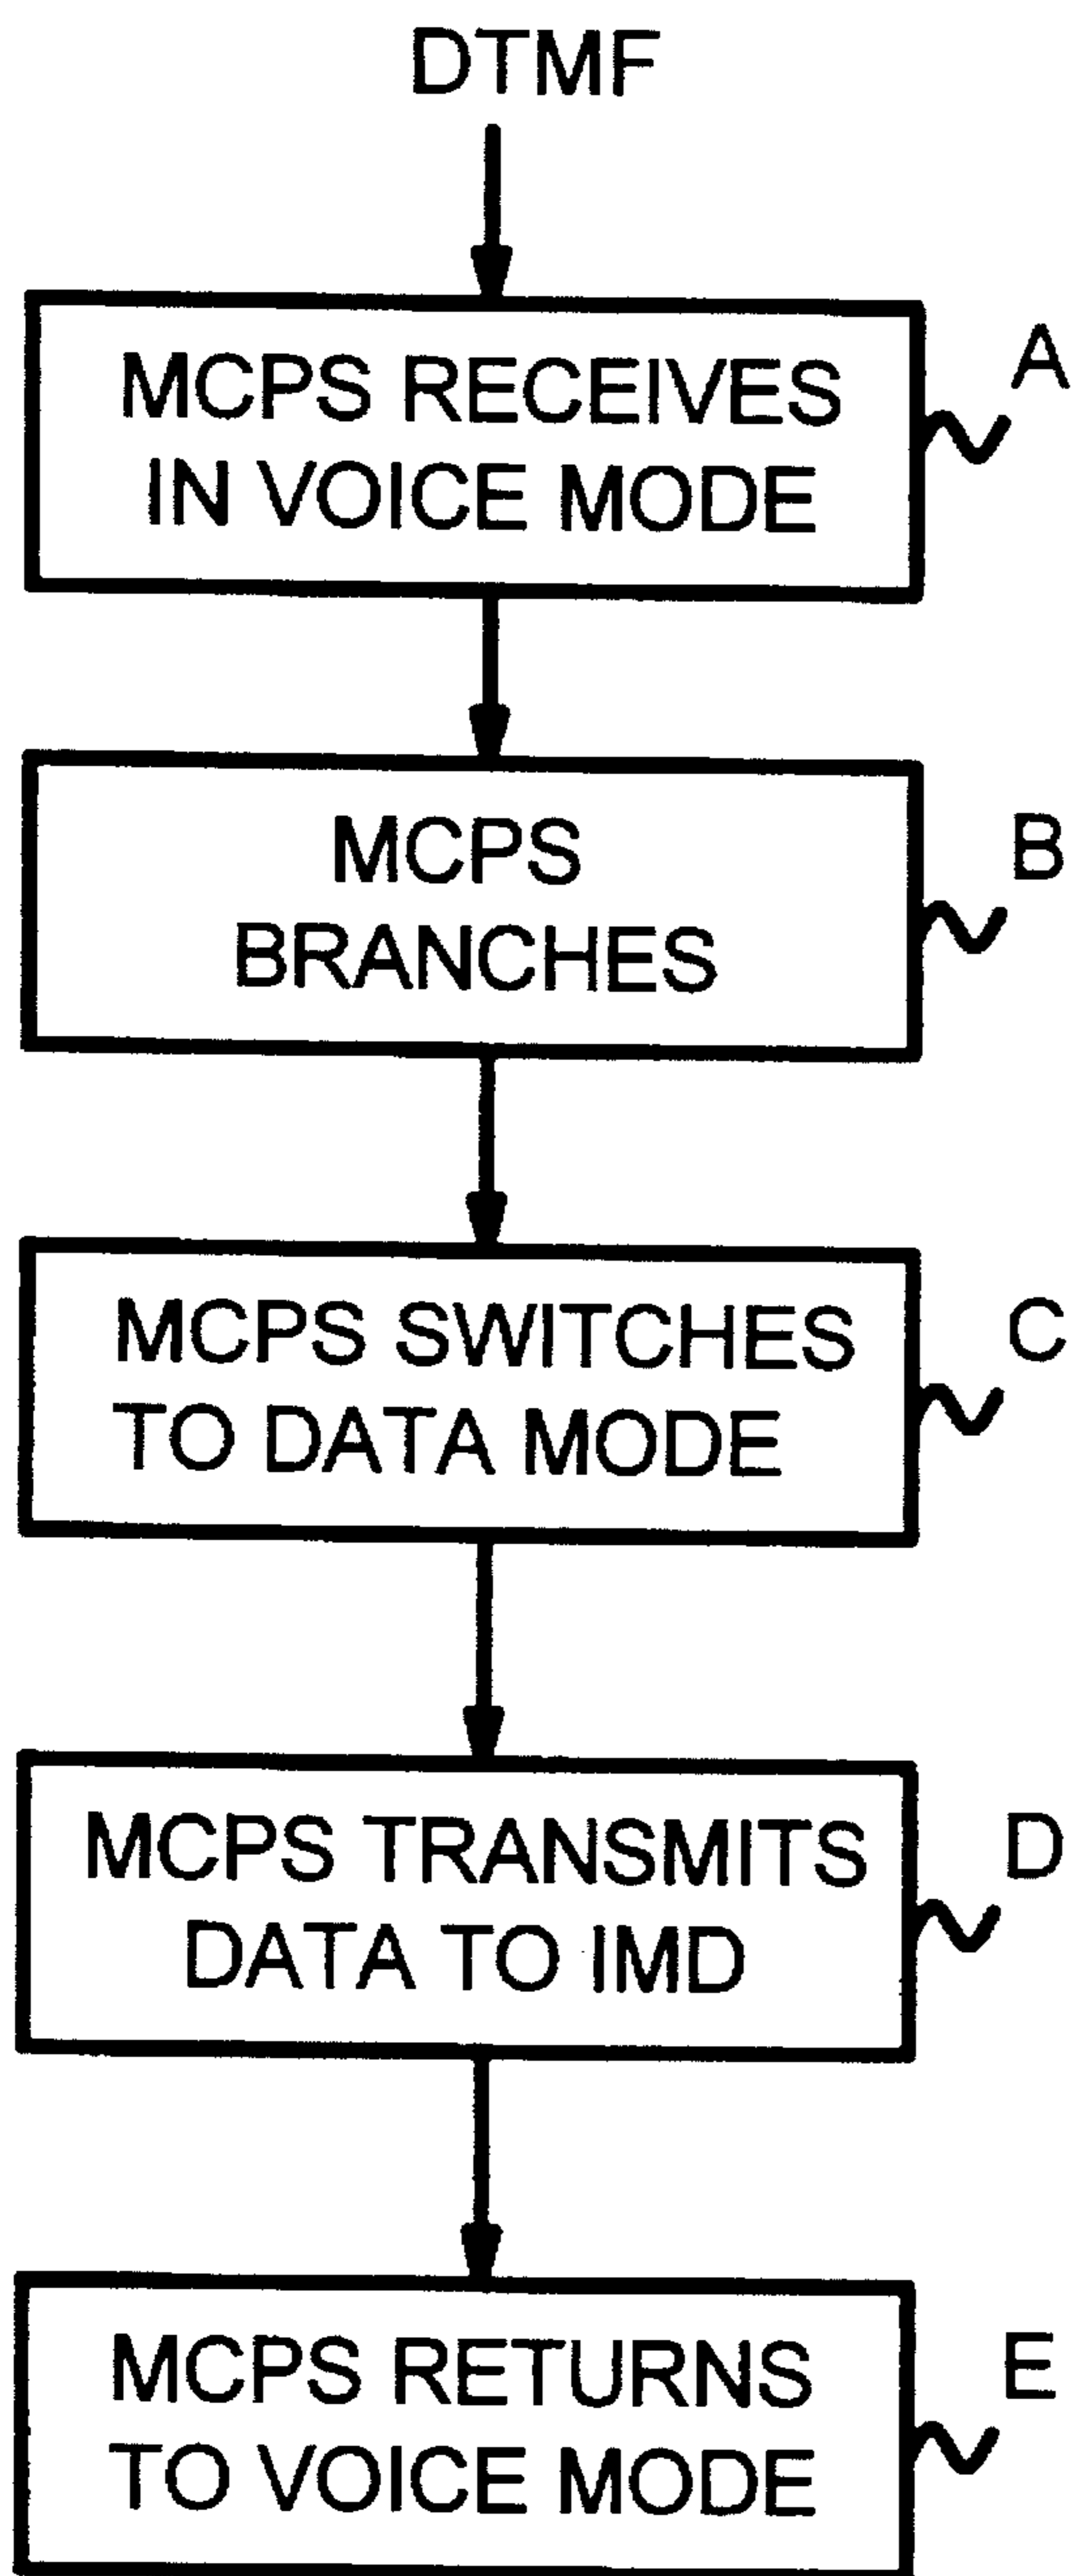 DTMF
MCPS RECEIVES
IN VOICE MODE
A
MCPS
BRANCHES
B
MCPS SWITCHES
TO DATA MODE
C
MCPS TRANSMITS
DATA TO IMD
D
MCPS RETURNS
TO VOICE MODE
E